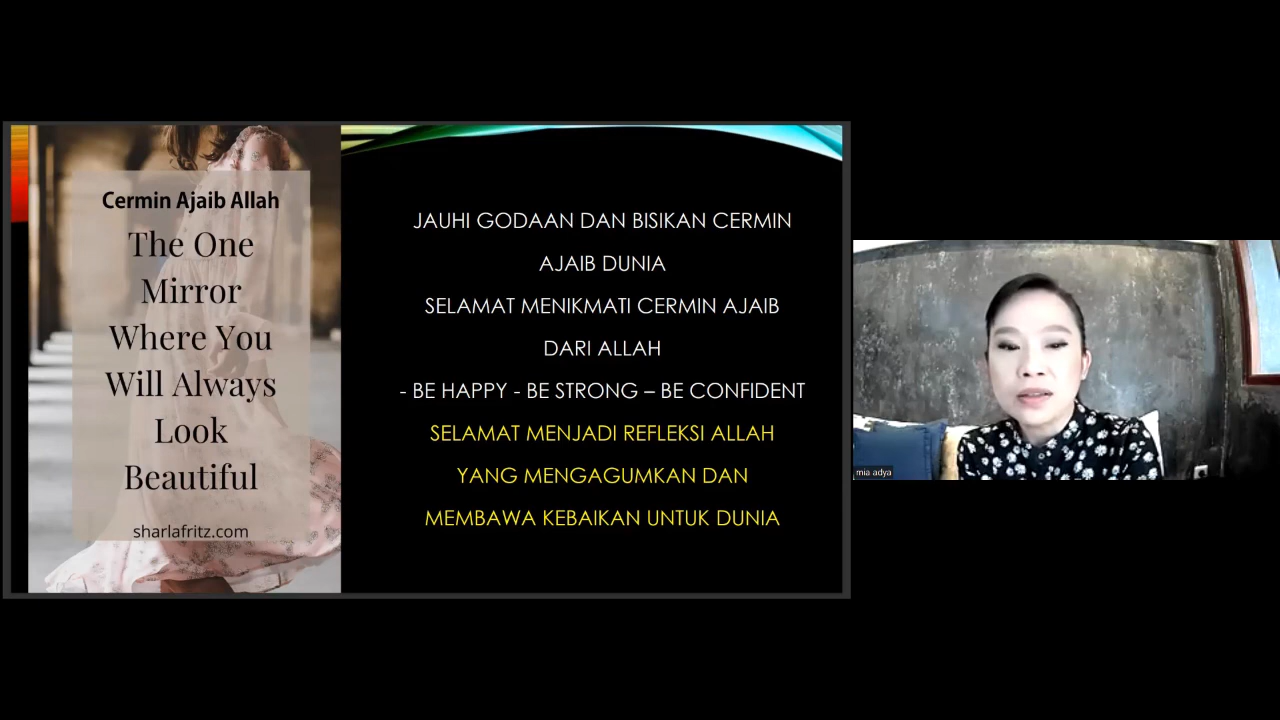 Cermin Ajaib Allah
The One
Mirror
Where You
Will Always
Look
Beautiful
sharlafritz.com
JAUHI GODAAN DAN BISIKAN CERMIN
AJAIB DUNIA
SELAMAT MENIKMATI CERMIN AJAIB
DARI ALLAH
- BE HAPPY - BE STRONG – BE CONFIDENT
SELAMAT MENJADI REFLEKSI ALLAH
YANG MENGAGUMKAN DAN
MEMBAWA KEBAIKAN UNTUK DUNIA
mia adya